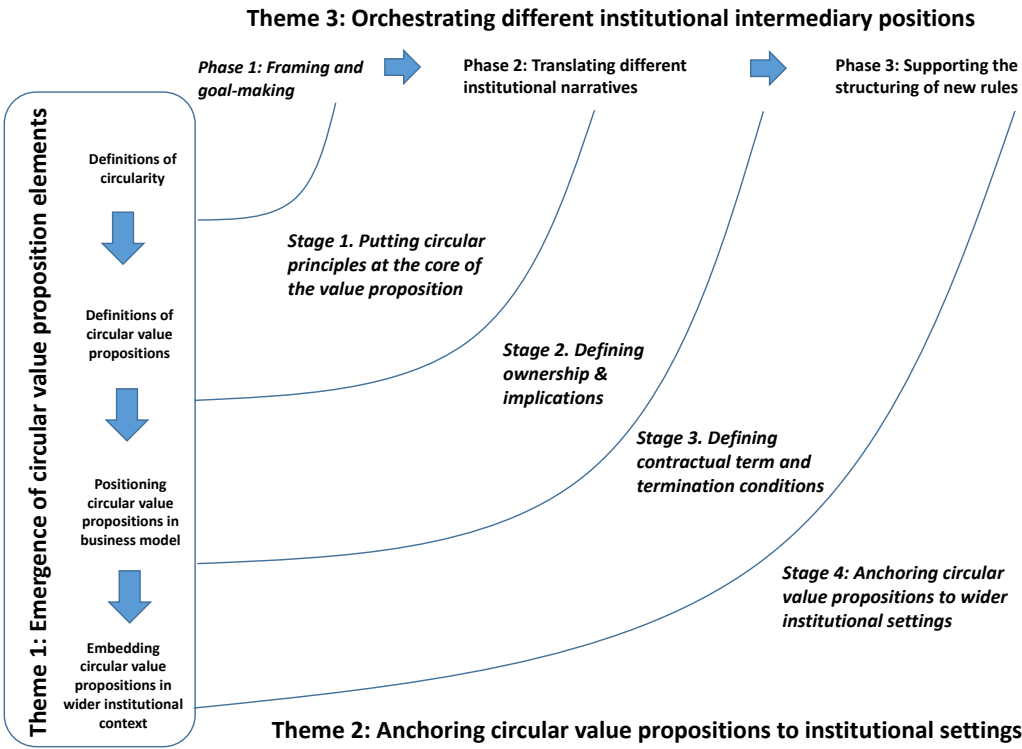 Theme 3: Orchestrating different institutional intermediary positions
Phase 1: Framing and
goal-making
Phase 2: Translating different
institutional narratives
Phase 3: Supporting the
structuring of new rules
Theme 1: Emergence of circular value proposition elements
Definitions of
circularity
Definitions of
circular value
propositions
Positioning
circular value
propositions in
business model
Embedding
circular value
propositions in
wider institutional
context
Stage 1. Putting circular
principles at the core of
the value proposition
Stage 2. Defining
ownership &
implications
Stage 3. Defining
contractual term and
termination conditions
Stage 4: Anchoring circular
value propositions to wider
institutional settings
Theme 2: Anchoring circular value propositions to institutional settings